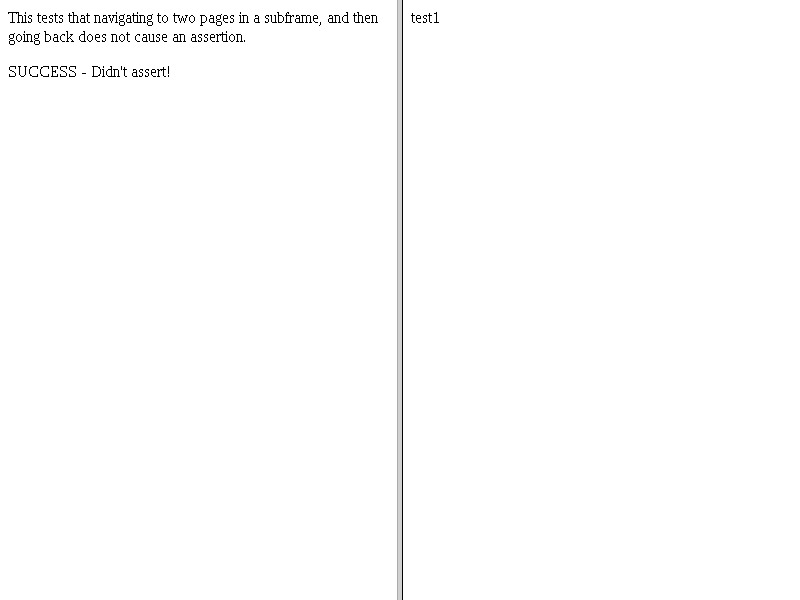 This tests that navigating to two pages in a subframe, and then
going back does not cause an assertion.
SUCCESS - Didn't assert!
test1